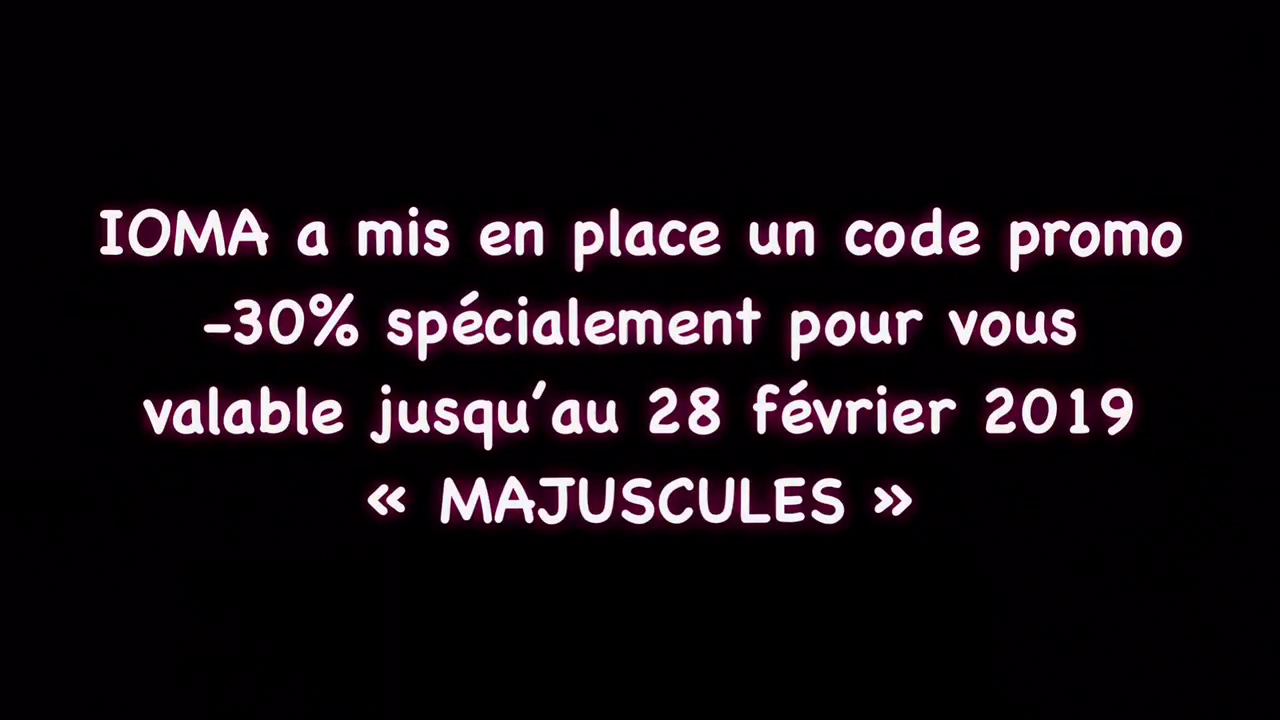 IOMA a mis en place un code promo
-30% spécialement pour vous
valable jusqu’au 28 février 2019
« MAJUSCULES »